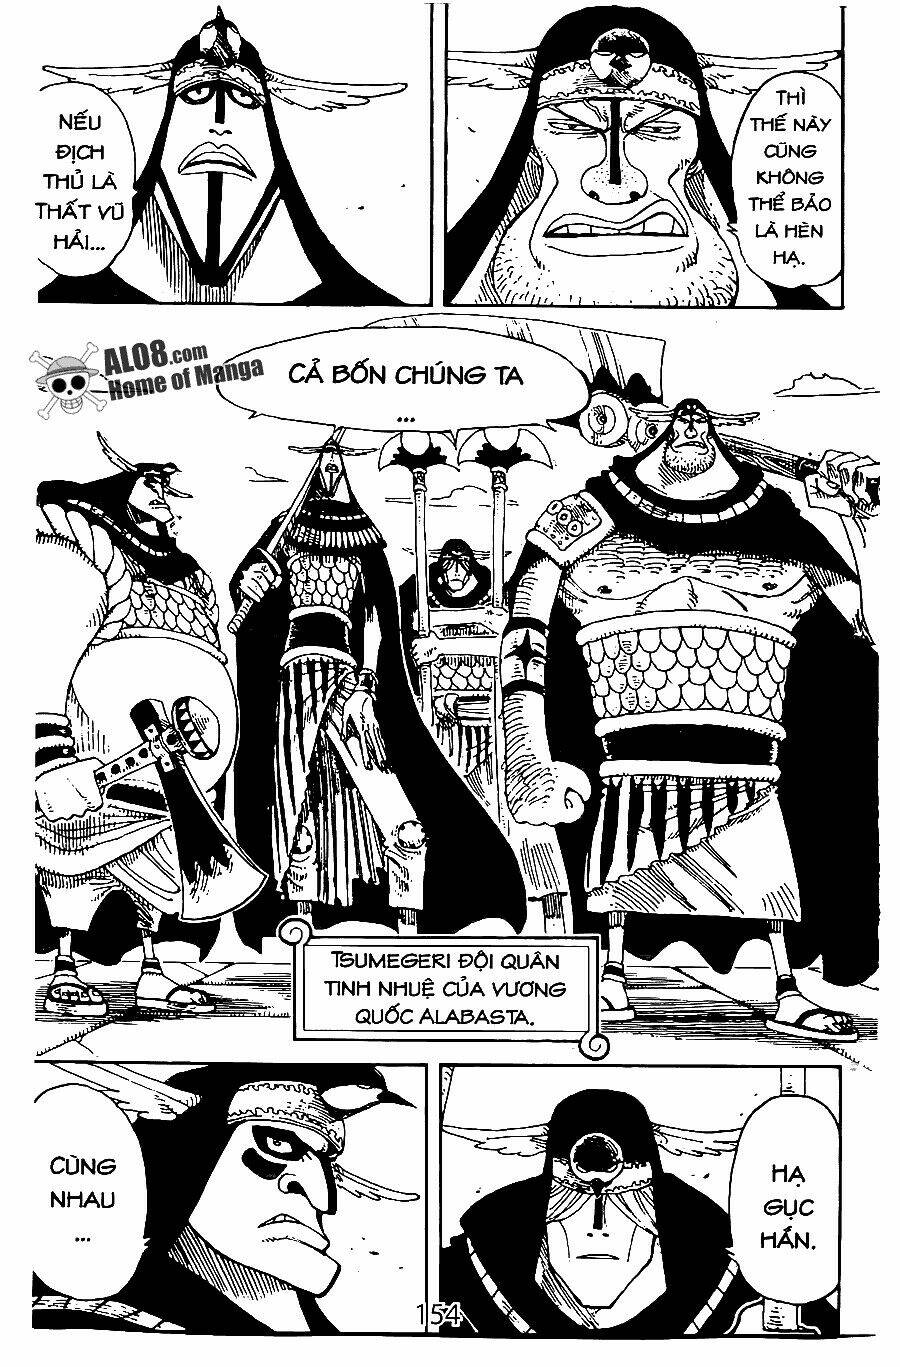 NẾU
ĐỊCH
THỦ LÀ
THẤT VŨ
HẢI...
THÌ
THẾ NÀY
CŨNG
KHÔNG
THỂ BẢO
LÀ HÈN
HẠ.
AL08.com
Home of Manga
CẢ BỐN CHÚNG TA
...
TSUMEGERI ĐỘI QUÂN
TINH NHUỆ CỦA VƯƠNG
QUỐC ALABASTA.
CÙNG
NHAU
...
HẠ
GỤC
HẮN.
154